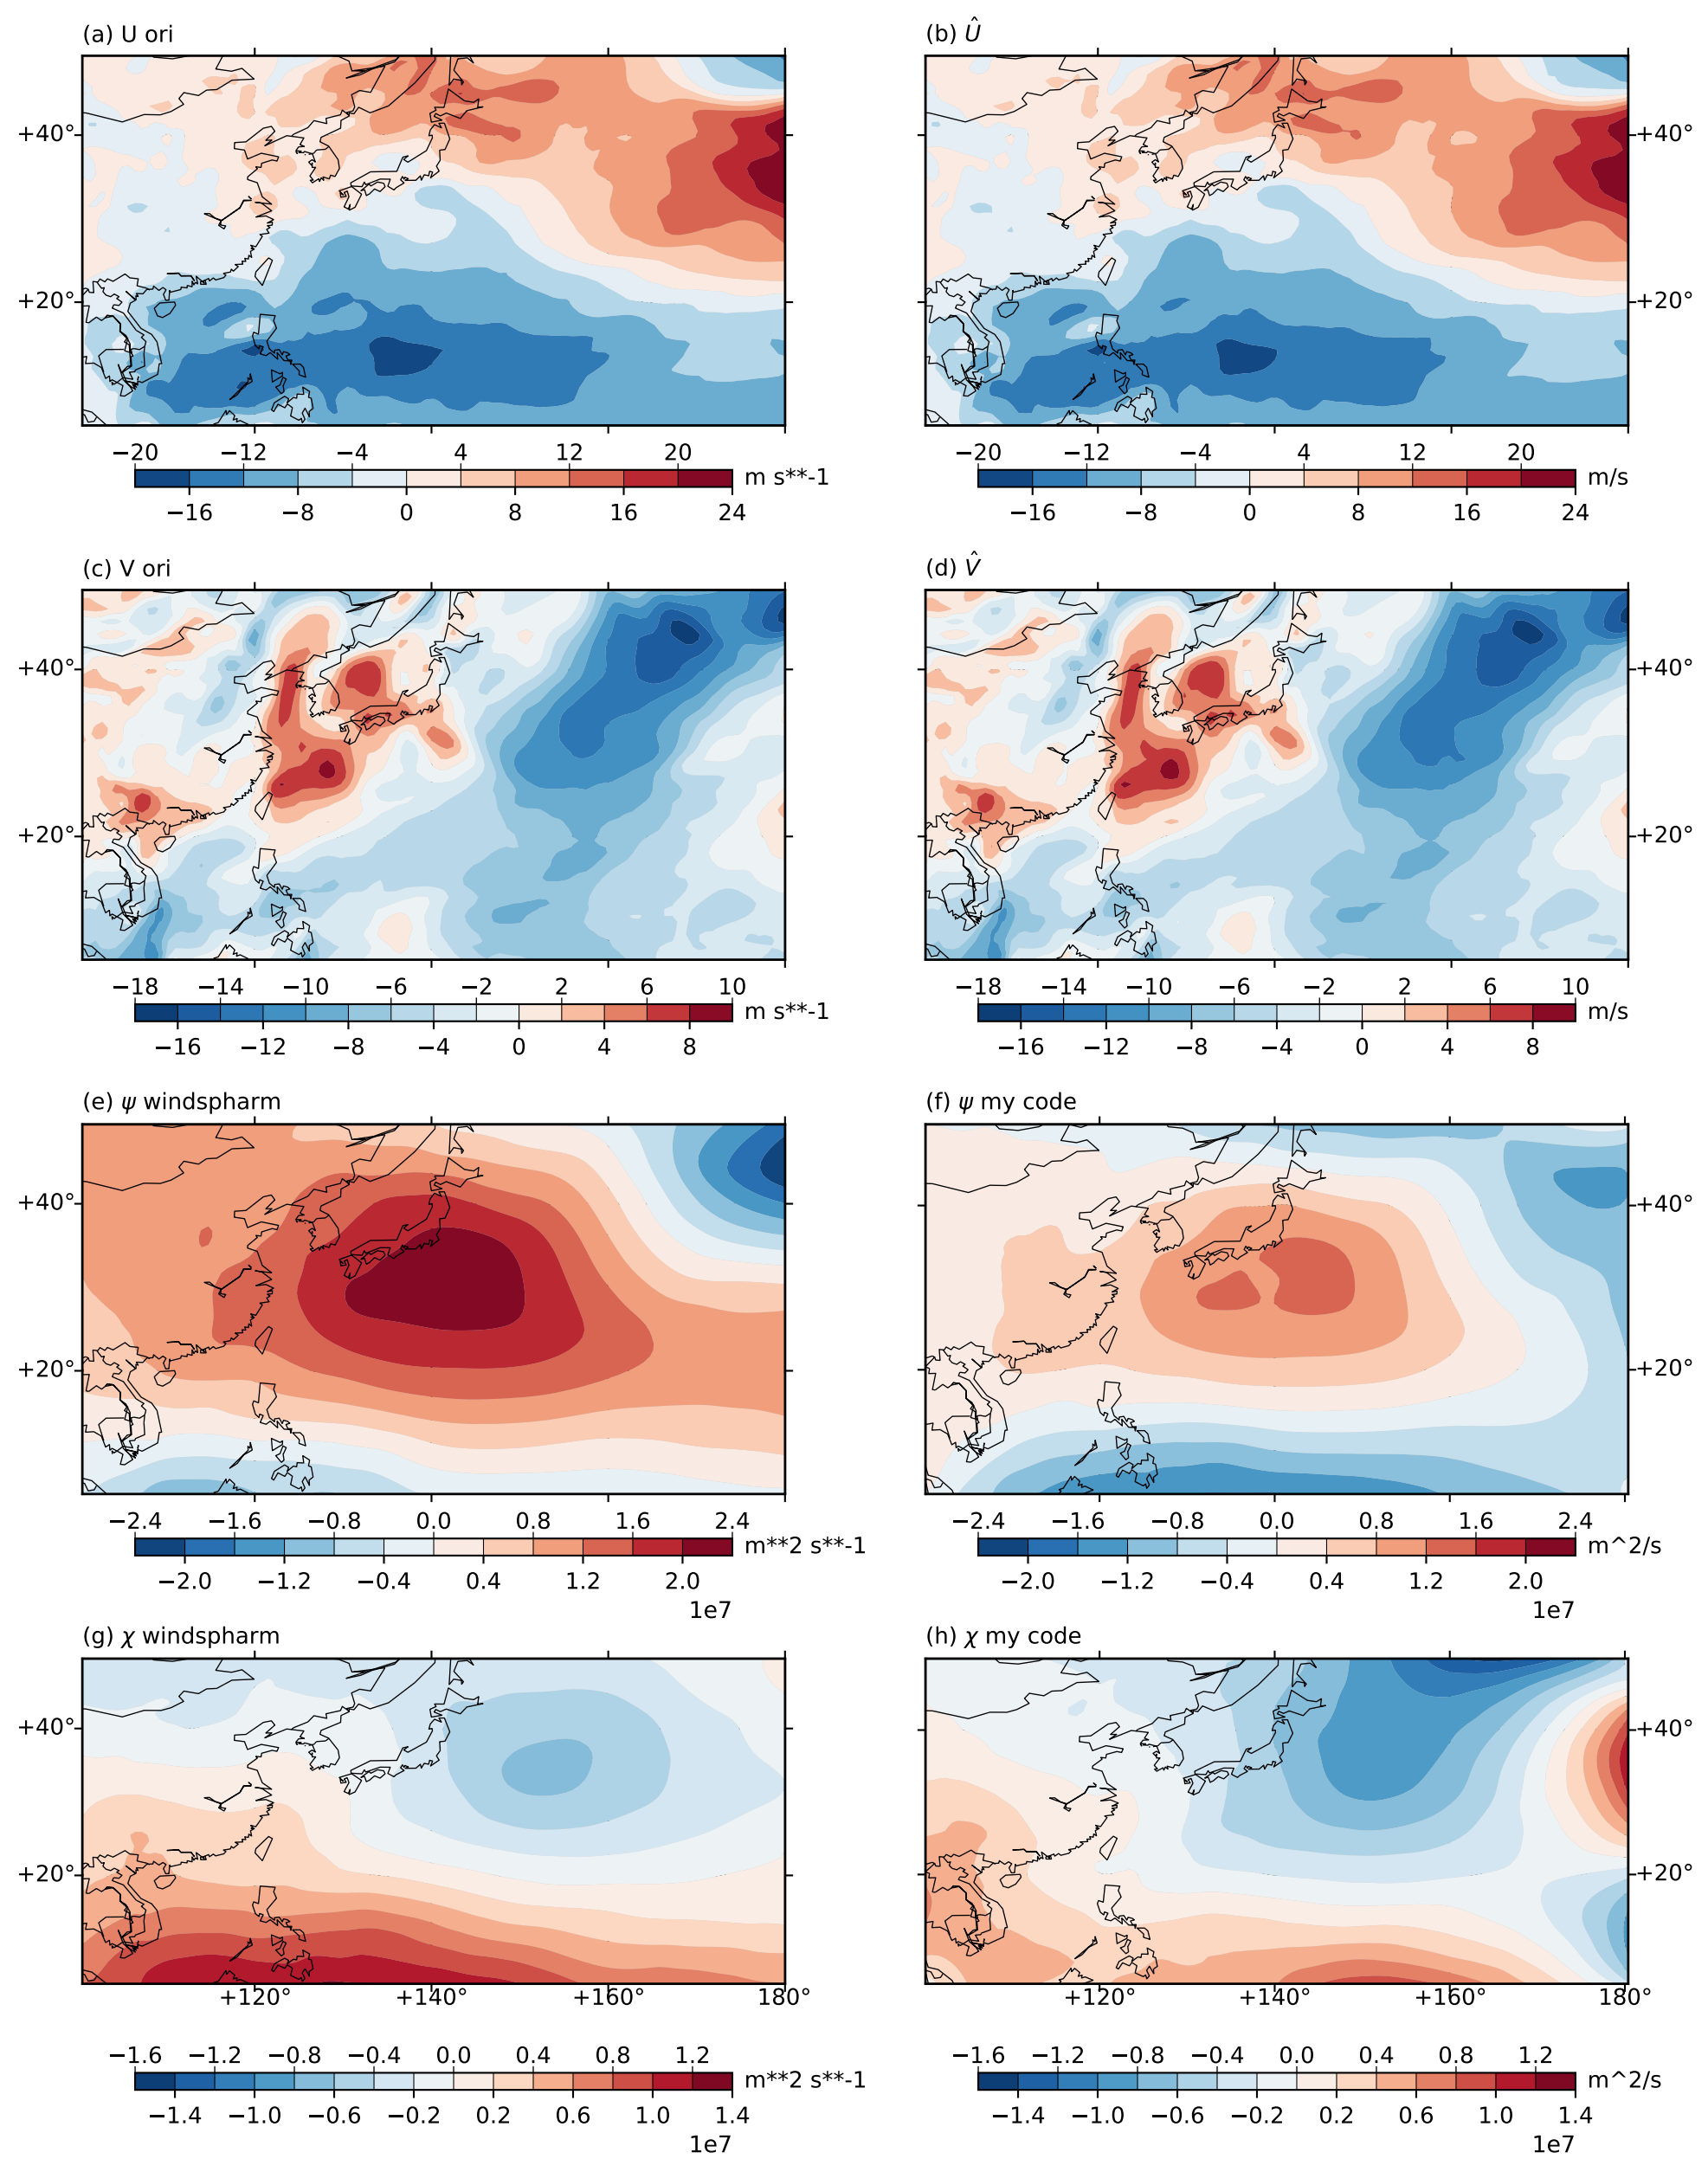 (a) U ori
(b) Û
+40°
+40°
+20°
+20°
−20 −12 −4 4 12 20
m s**-1
−16 −8 0 8 16 24
−20 −12 −4 4 12 20
m/s
−16 −8 0 8 16 24
(c) V ori
(d) V̂
+40°
+40°
+20°
+20°
−18 −14 −10 −6 −2 2 6 10
m s**-1
−16 −12 −8 −4 0 4 8
−18 −14 −10 −6 −2 2 6 10
m/s
−16 −12 −8 −4 0 4 8
(e) ψ windspharm
(f) ψ my code
+40°
+40°
+20°
+20°
−2.4 −1.6 −0.8 0.0 0.8 1.6 2.4
m**2 s**-1
−2.0 −1.2 −0.4 0.4 1.2 2.0
1e7
−2.4 −1.6 −0.8 0.0 0.8 1.6 2.4
m^2/s
−2.0 −1.2 −0.4 0.4 1.2 2.0
1e7
(g) χ windspharm
(h) χ my code
+40°
+40°
+20°
+20°
+120° +140° +160° 180°
+120° +140° +160° 180°
−1.6 −1.2 −0.8 −0.4 0.0 0.4 0.8 1.2
m**2 s**-1
−1.4 −1.0 −0.6 −0.2 0.2 0.6 1.0 1.4
1e7
−1.6 −1.2 −0.8 −0.4 0.0 0.4 0.8 1.2
m^2/s
−1.4 −1.0 −0.6 −0.2 0.2 0.6 1.0 1.4
1e7